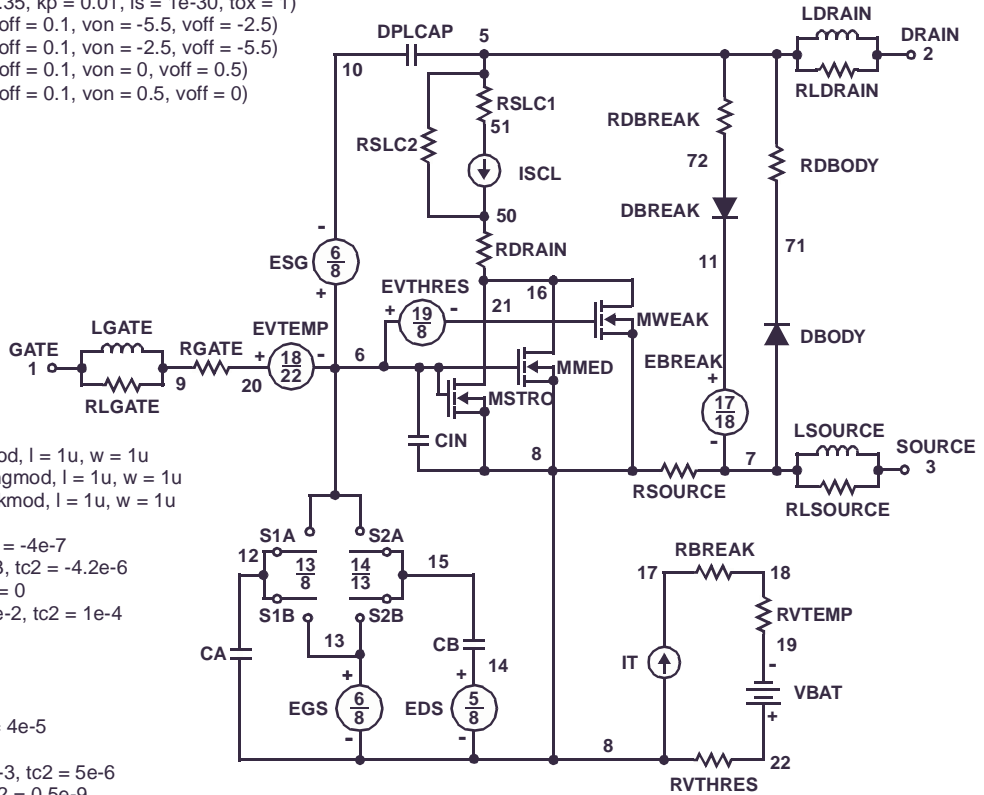 .35, kp = 0.01, is = 1e-30, tox = 1)
off = 0.1, von = -5.5, voff = -2.5)
off = 0.1, von = -2.5, voff = -5.5)
off = 0.1, von = 0, voff = 0.5)
off = 0.1, von = 0.5, voff = 0)
LDRAIN
DPLCAP
5
DRAIN
2
10
RLDRAIN
RSLC1
51
RDBREAK
RSLC2
72
RDBODY
ISCL
DBREAK
50
71
RDRAIN
11
ESG
6
8
-
+
EVTHRES
+
19
8
-
16
21
MWEAK
LGATE
EVTEMP
GATE
1
RGATE
+
18
22
-
6
MMED
EBREAK
DBODY
9
20
RLGATE
MSTRO
+
17
18
-
CIN
8
7
LSOURCE
SOURCE
3
RSOURCE
RLSOURCE
od, l = 1u, w = 1u
ngmod, l = 1u, w = 1u
kmod, l = 1u, w = 1u
= -4e-7
3, tc2 = -4.2e-6
= 0
e-2, tc2 = 1e-4
S1A
S2A
12
13
8
14
13
15
S1B
S2B
13
CA
CB
14
+
EGS
6
8
-
+
EDS
5
8
-
8
RBREAK
17
18
RVTEMP
19
IT
-
VBAT
+
22
RVTHRES
= 4e-5
-3, tc2 = 5e-6
2 = 0.5e-9